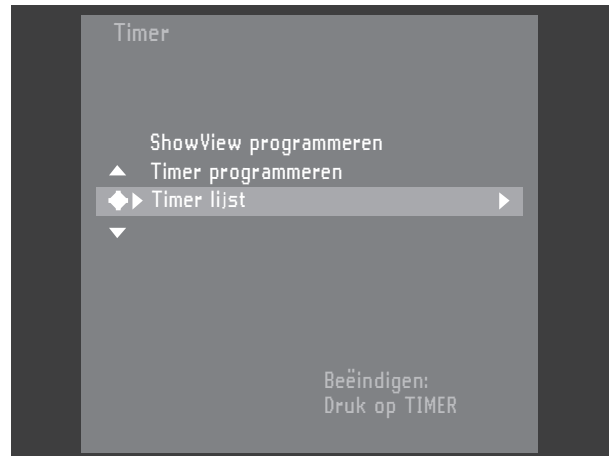 Timer
ShowView programmeren
Timer programmeren
Timer lijst
Beëindigen:
Druk op TIMER